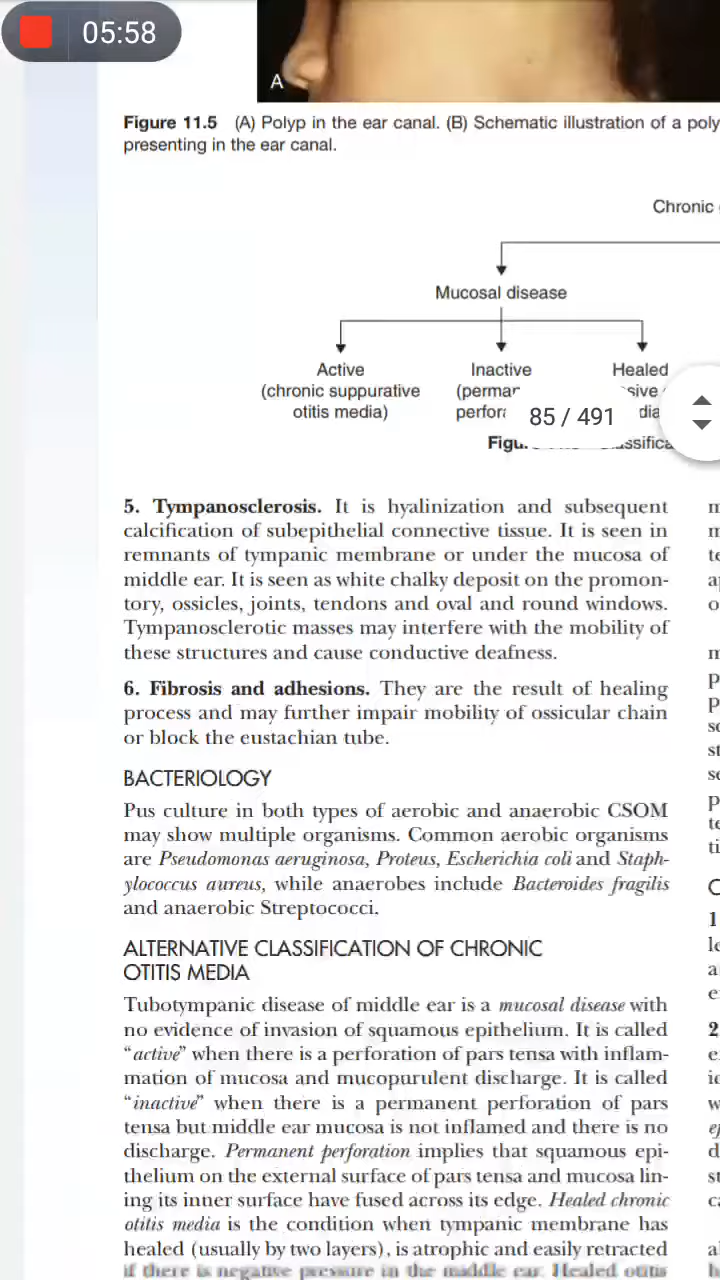 05:58
A
Figure 11.5 (A) Polyp in the ear canal. (B) Schematic illustration of a poly
presenting in the ear canal.
Chronic
Mucosal disease
Active
(chronic suppurative
otitis media)
Inactive
Healed
85 / 491
5. Tympanosclerosis. It is hyalinization and subsequent
calcification of subepithelial connective tissue. It is seen in
remnants of tympanic membrane or under the mucosa of
middle ear. It is seen as white chalky deposit on the promon-
tory, ossicles, joints, tendons and oval and round windows.
Tympanosclerotic masses may interfere with the mobility of
these structures and cause conductive deafness.
6. Fibrosis and adhesions. They are the result of healing
process and may further impair mobility of ossicular chain
or block the eustachian tube.
BACTERIOLOGY
Pus culture in both types of aerobic and anaerobic CSOM
may show multiple organisms. Common aerobic organisms
are Pseudomonas aeruginosa, Proteus, Escherichia coli and Staph-
ylococcus aureus, while anaerobes include Bacteroides fragilis
and anaerobic Streptococci.
ALTERNATIVE CLASSIFICATION OF CHRONIC
OTITIS MEDIA
Tubotympanic disease of middle ear is a mucosal disease with
no evidence of invasion of squamous epithelium. It is called
“active” when there is a perforation of pars tensa with inflam-
mation of mucosa and mucopurulent discharge. It is called
“inactive” when there is a permanent perforation of pars
tensa but middle ear mucosa is not inflamed and there is no
discharge. Permanent perforation implies that squamous epi-
thelium on the external surface of pars tensa and mucosa lin-
ing its inner surface have fused across its edge. Healed chronic
otitis media is the condition when tympanic membrane has
healed (usually by two layers), is atrophic and easily retracted
if there is negative pressure in the middle ear. Healed otitis